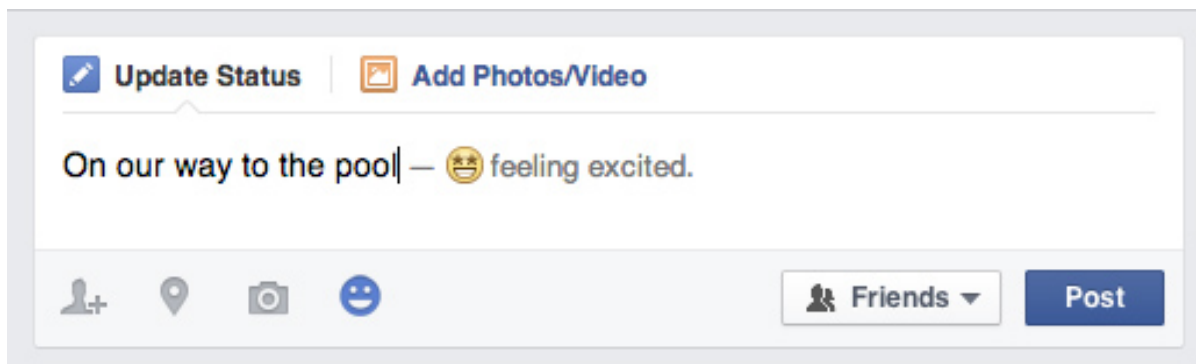 Update Status Add Photos/Video
On our way to the pool — feeling excited.
Friends Post